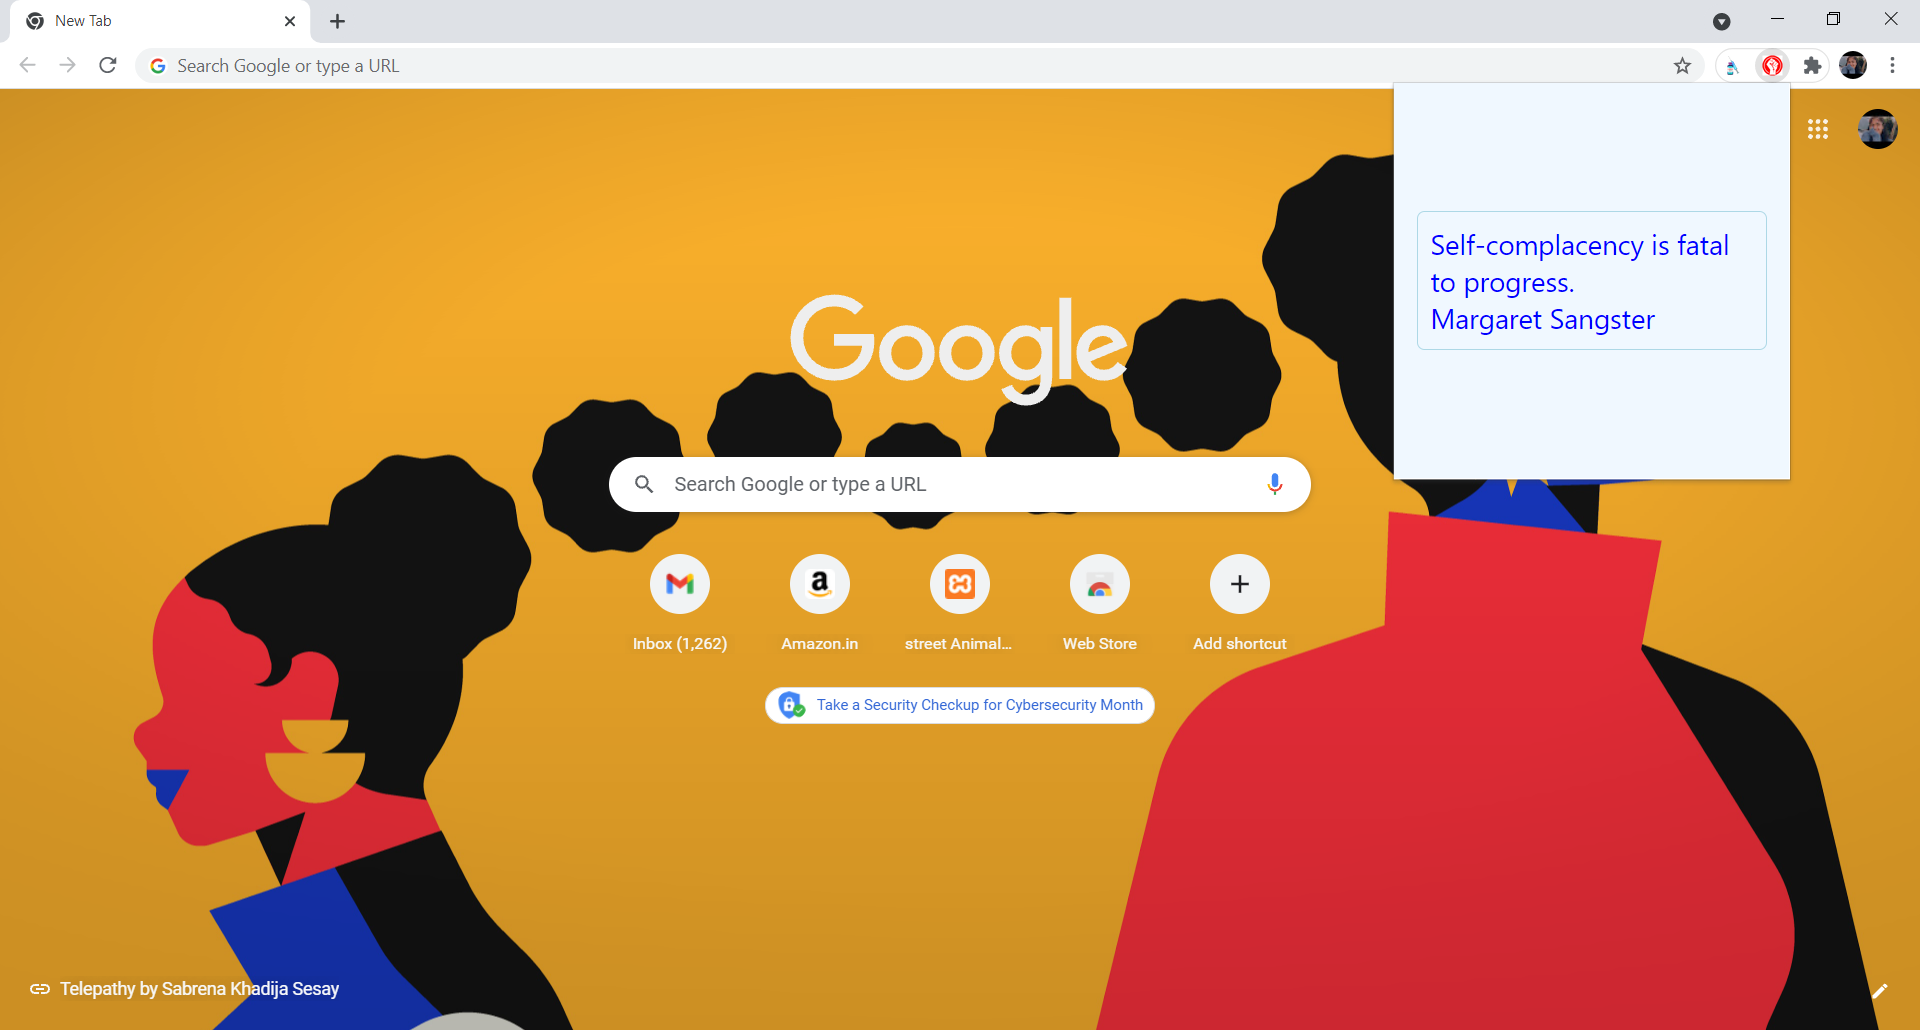 New Tab
Search Google or type a URL
Self-complacency is fatal
to progress.
Margaret Sangster
Google
Search Google or type a URL
Inbox (1,262)
Amazon.in
street Animal...
Web Store
Add shortcut
Take a Security Checkup for Cybersecurity Month
Telepathy by Sabrena Khadija Sesay